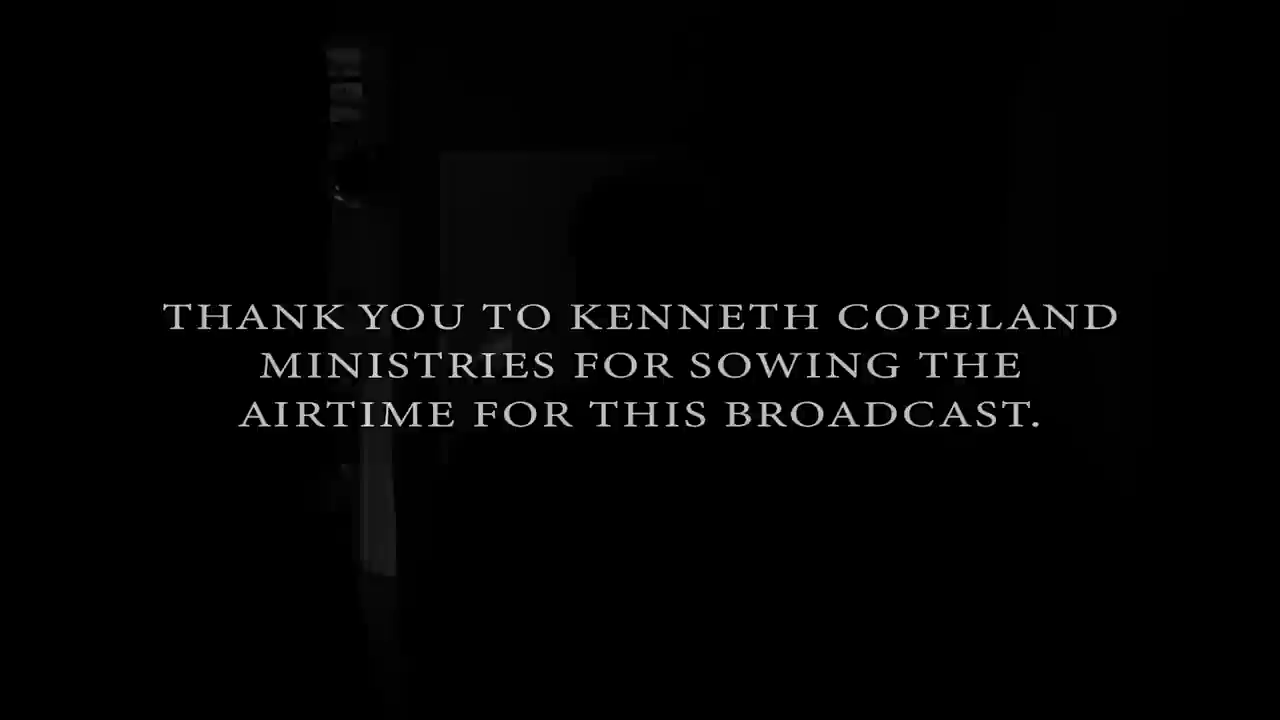 THANK YOU TO KENNETH COPELAND
MINISTRIES FOR SOWING THE
AIRTIME FOR THIS BROADCAST.